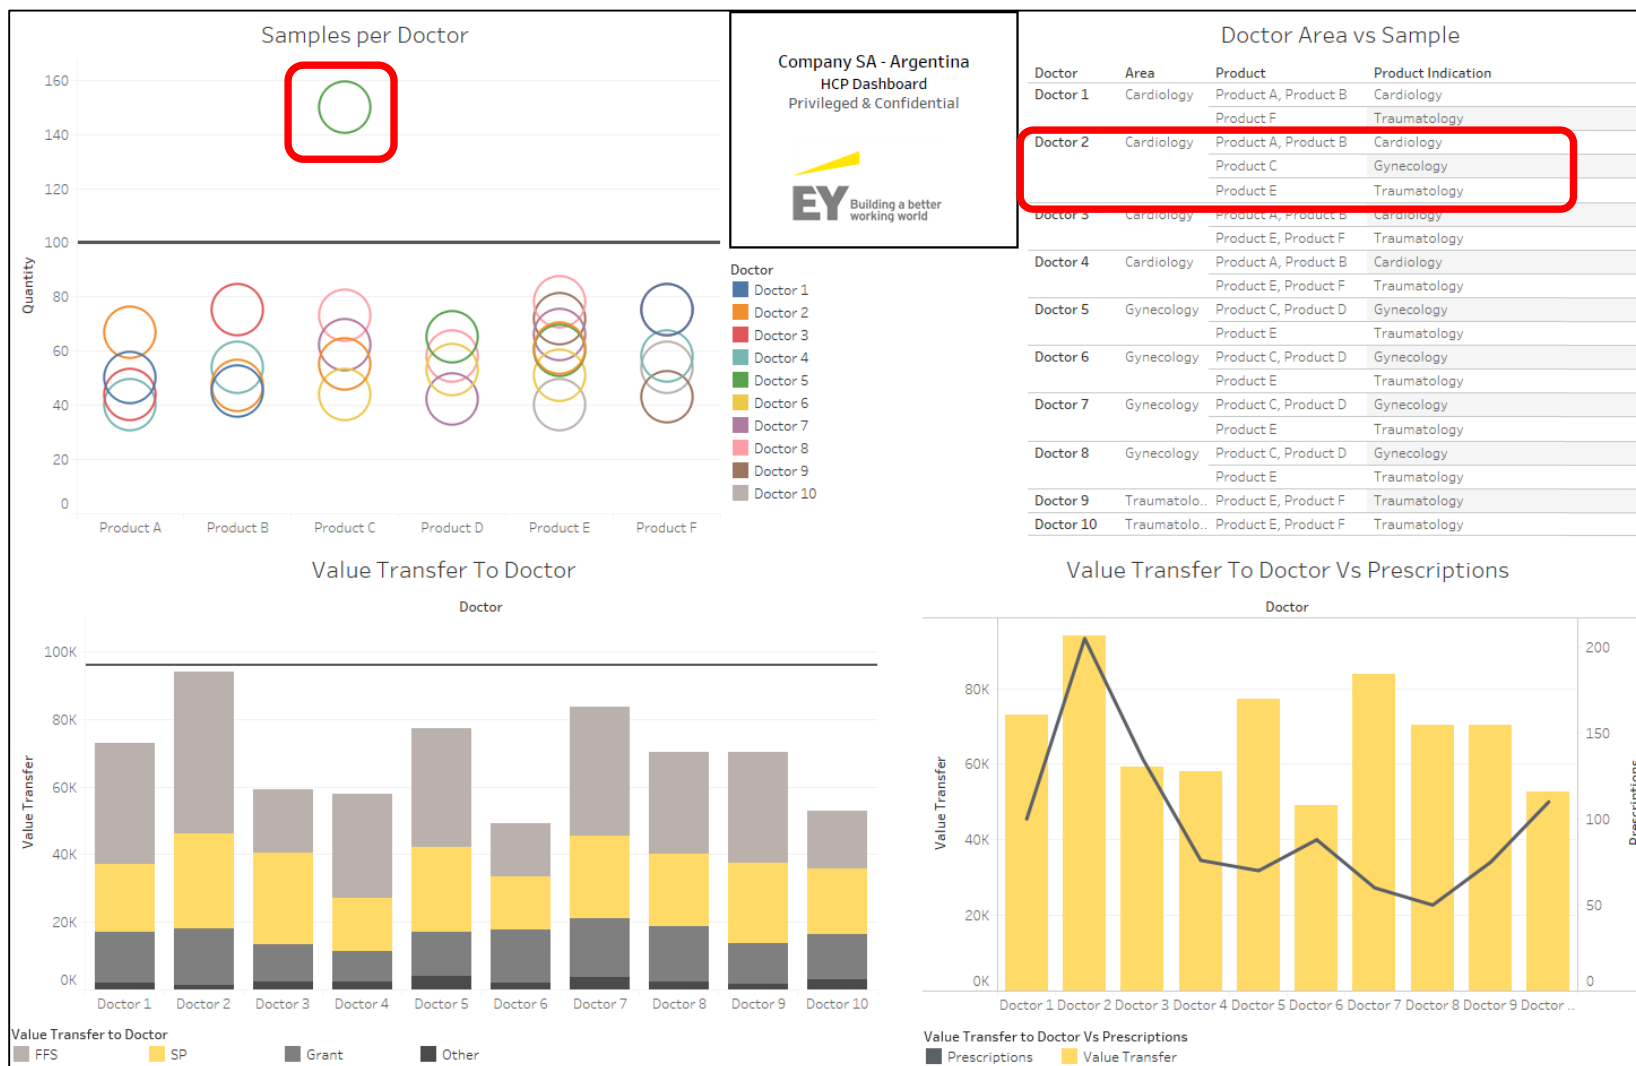 Samples per Doctor
160
140
120
100
80
60
40
20
0
Quantity
Product A Product B Product C Product D Product E Product F
Company SA - Argentina
HCP Dashboard
Privileged & Confidential
EY Building a better
working world
Doctor
Doctor 1
Doctor 2
Doctor 3
Doctor 4
Doctor 5
Doctor 6
Doctor 7
Doctor 8
Doctor 9
Doctor 10
Doctor Area vs Sample
Doctor Area Product Product Indication
Doctor 1 Cardiology Product A, Product B Cardiology
Product F Traumatology
Doctor 2 Cardiology Product A, Product B Cardiology
Product C Gynecology
Product E Traumatology
Doctor 3 Cardiology Product A, Product B Cardiology
Product E, Product F Traumatology
Doctor 4 Cardiology Product A, Product B Cardiology
Product E, Product F Traumatology
Doctor 5 Gynecology Product C, Product D Gynecology
Product E Traumatology
Doctor 6 Gynecology Product C, Product D Gynecology
Product E Traumatology
Doctor 7 Gynecology Product C, Product D Gynecology
Product E Traumatology
Doctor 8 Gynecology Product C, Product D Gynecology
Product E Traumatology
Doctor 9 Traumatolo.. Product E, Product F Traumatology
Doctor 10 Traumatolo.. Product E, Product F Traumatology
Value Transfer To Doctor
Doctor
100K
80K
60K
40K
20K
0K
Value Transfer
Doctor 1 Doctor 2 Doctor 3 Doctor 4 Doctor 5 Doctor 6 Doctor 7 Doctor 8 Doctor 9 Doctor 10
Value Transfer to Doctor
FFS SP Grant Other
Value Transfer To Doctor Vs Prescriptions
Doctor
80K
60K
40K
20K
0K
Value Transfer
200
150
100
50
0
Prescriptions
Doctor 1 Doctor 2 Doctor 3 Doctor 4 Doctor 5 Doctor 6 Doctor 7 Doctor 8 Doctor 9 Doctor ..
Value Transfer to Doctor Vs Prescriptions
Prescriptions Value Transfer